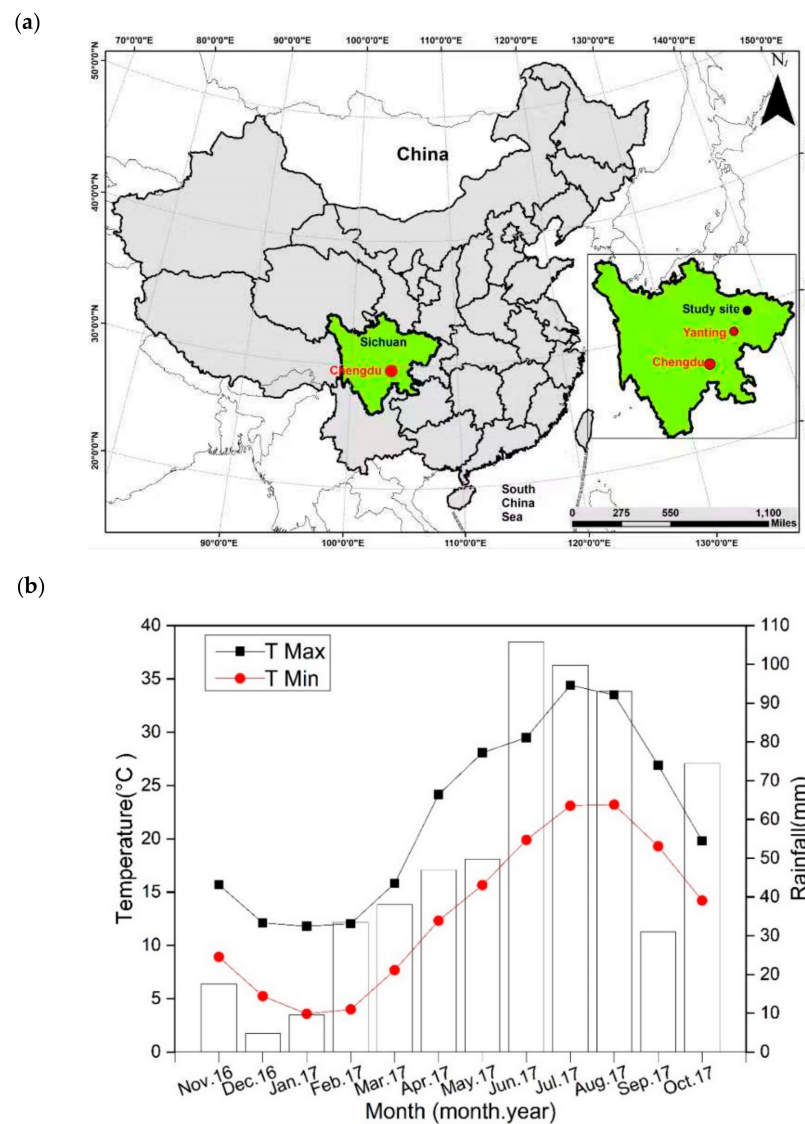 (a)
70°0'0"E 80°0'0"E 90°0'0"E 100°0'0"E 110°0'0"E 120°0'0"E 130°0'0"E 140°0'0"E 150°0'0"E
50°0'0"N
40°0'0"N
30°0'0"N
20°0'0"N
N
China
Sichuan
Chengdu
Study site
Yanting
Chengdu
South
China
Sea
0 275 550 1,100
Miles
90°0'0"E 100°0'0"E 110°0'0"E 120°0'0"E 130°0'0"E
(b)
T Max
T Min
Temperature(°C )
40
35
30
25
20
15
10
5
0
110
100
90
80
70
60
50
40
30
20
10
0
Rainfall(mm)
Nov.16 Dec.16 Jan.17 Feb.17 Mar.17 Apr.17 May.17 Jun.17 Jul.17 Aug.17 Sep.17 Oct.17
Month (month.year)